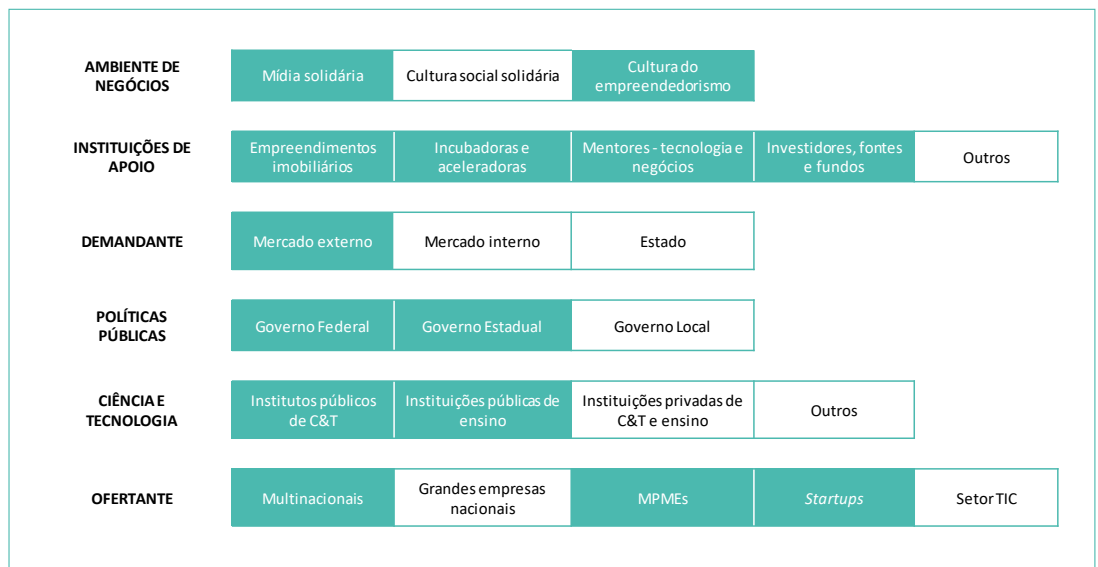 AMBIENTE DE
NEGÓCIOS
Mídia solidária
Cultura social solidária
Cultura do
empreendedorismo
INSTITUIÇÕES DE
APOIO
Empreendimentos
imobiliários
Incubadoras e
aceleradoras
Mentores - tecnologia e
negócios
Investidores, fontes
e fundos
Outros
DEMANDANTE
Mercado externo
Mercado interno
Estado
POLÍTICAS
PÚBLICAS
Governo Federal
Governo Estadual
Governo Local
CIÊNCIA E
TECNOLOGIA
Institutos públicos
de C&T
Instituições públicas de
ensino
Instituições privadas de
C&T e ensino
Outros
OFERTANTE
Multinacionais
Grandes empresas
nacionais
MPMEs
Startups
Setor TIC